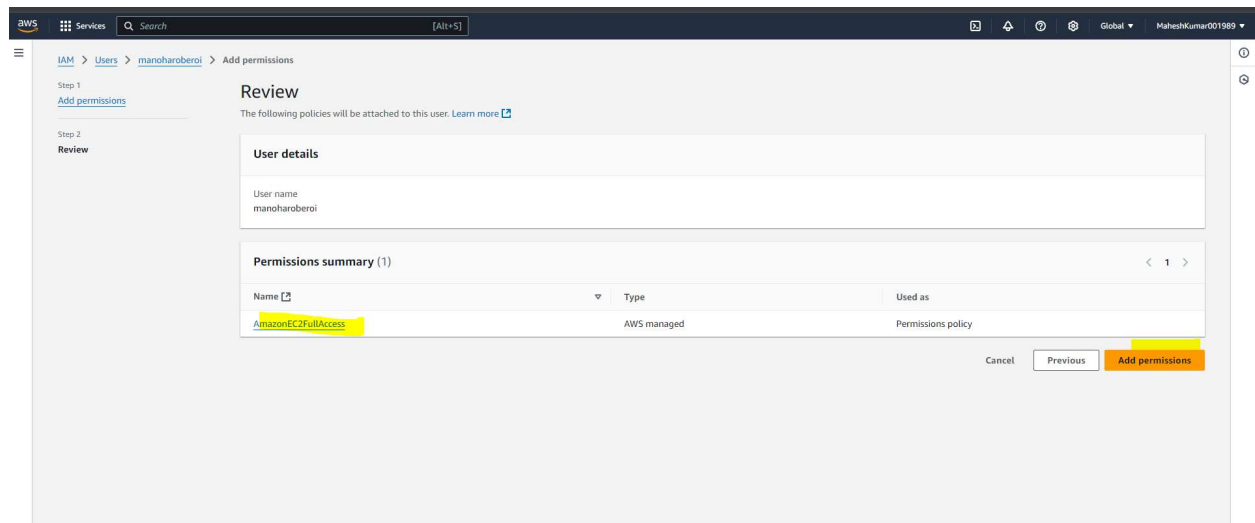 aws Services Search [Alt+S] Global MaheshKumar001989
IAM > Users > manoharoberoi > Add permissions
Step 1
Add permissions
Step 2
Review
Review
The following policies will be attached to this user. Learn more
User details
User name
manoharoberoi
Permissions summary (1) < 1 >
Name Type Used as
AmazonEC2FullAccess AWS managed Permissions policy
Cancel Previous Add permissions